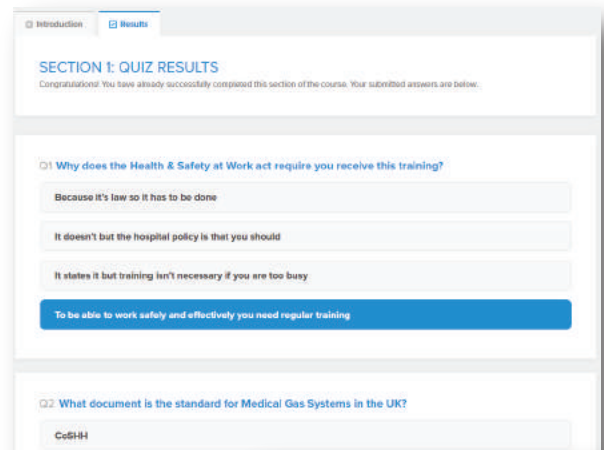 Introduction
Results
SECTION 1: QUIZ RESULTS
Congratulations! You have already successfully completed this section of the course. Your submitted answers are below.
Q1 Why does the Health & Safety at Work act require you receive this training?
Because it's law so it has to be done
It doesn't but the hospital policy is that you should
It states it but training isn't necessary if you are too busy
To be able to work safely and effectively you need regular training
Q2 What document is the standard for Medical Gas Systems in the UK?
CoSHH